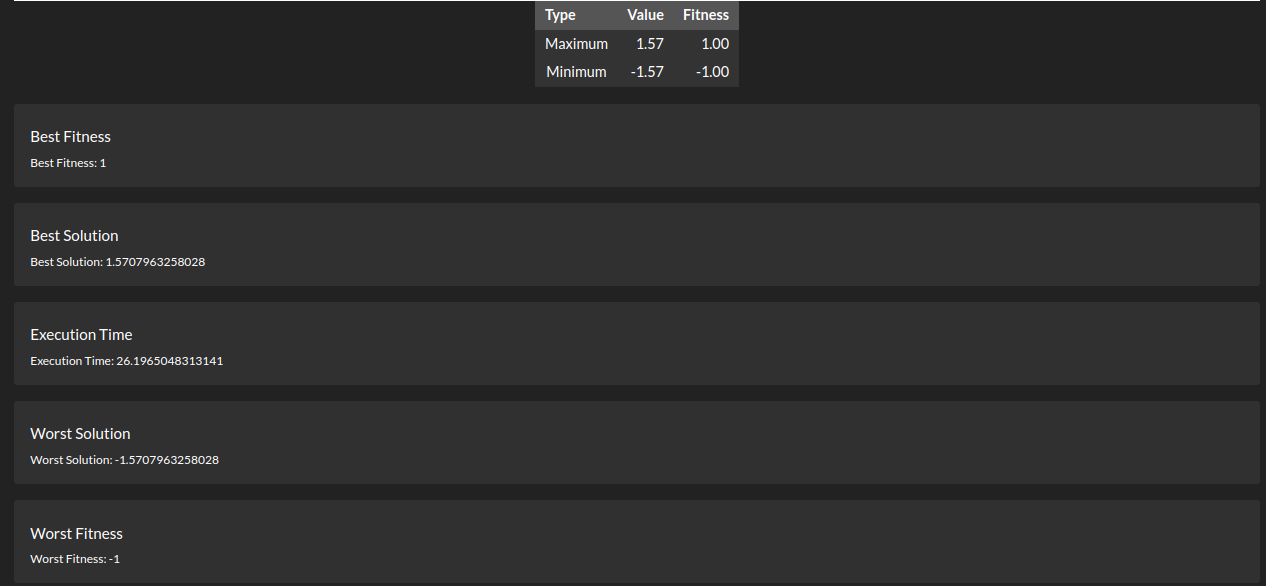 Type Value Fitness
Maximum 1.57 1.00
Minimum -1.57 -1.00
Best Fitness
Best Fitness: 1
Best Solution
Best Solution: 1.5707963258028
Execution Time
Execution Time: 26.1965048313141
Worst Solution
Worst Solution: -1.5707963258028
Worst Fitness
Worst Fitness: -1